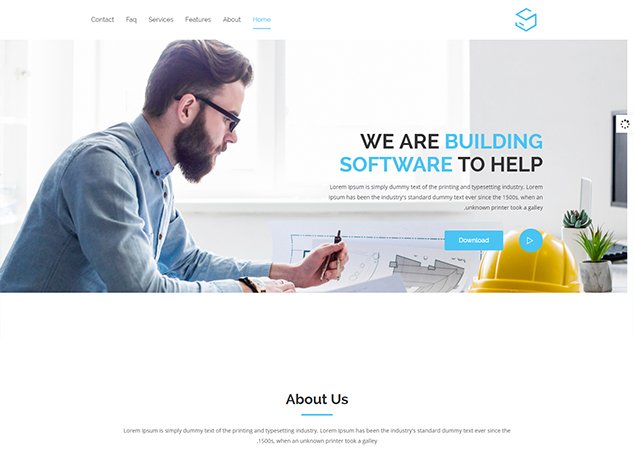 Contact Faq Services Features About Home
WE ARE BUILDING
SOFTWARE TO HELP
Lorem Ipsum is simply dummy text of the printing and typesetting industry. Lorem
Ipsum has been the industry's standard dummy text ever since the 1500s, when an
.unknown printer took a galley
Download
About Us
Lorem Ipsum is simply dummy text of the printing and typesetting industry. Lorem Ipsum has been the industry's standard dummy text ever since the
.1500s, when an unknown printer took a galley